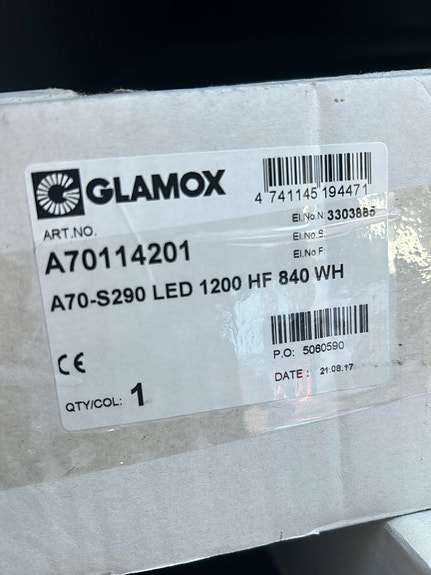 GLAMOX
4 741145 194471
El.No.N: 3303885
ART.NO.
El.No.S:
A70114201
El.No.F:
A70-S290 LED 1200 HF 840 WH
P.O: 5060590
DATE : 21.08.17
CE
QTY/COL: 1